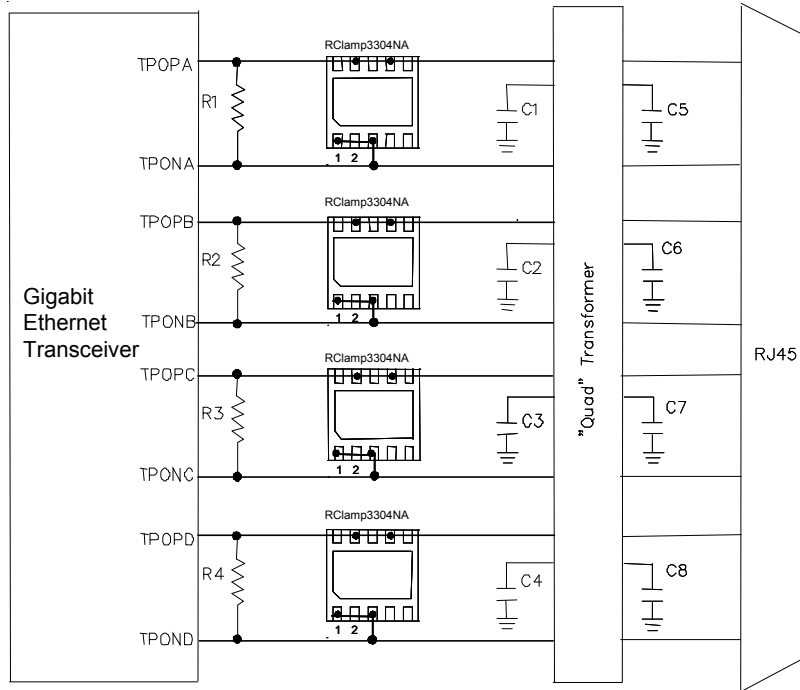 RClamp3304NA
TPOPA
R1
C1
C5
1 2
TPONA
RClamp3304NA
TPOPB
R2
C2
C6
1 2
TPONB
Gigabit
Ethernet
Transceiver
"Quad" Transformer
RJ45
RClamp3304NA
TPOPC
R3
C3
C7
1 2
TPONC
RClamp3304NA
TPOPD
R4
C4
C8
1 2
TPOND